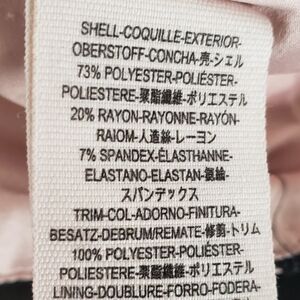 SHELL-COQUILLE-EXTERIOR-
OBERSTOFF-CONCHA-壳-シェル
73% POLYESTER-POLIÉSTER-
POLIESTERE-聚酯纖維-ポリエステル
20% RAYON-RAYONNE-RAYÓN-
RAIOM-人造絲-レーヨン
7% SPANDEX-ÉLASTHANNE-
ELASTANO-ELASTAN-氨綸-
スパンデックス
TRIM-COL-ADORNO-FINITURA-
BESATZ-DEBRUM/REMATE-修剪-トリム
100% POLYESTER-POLIÉSTER-
POLIESTERE-聚酯纖維-ポリエステル
LINING-DOUBLURE-FORRO-FODERA-